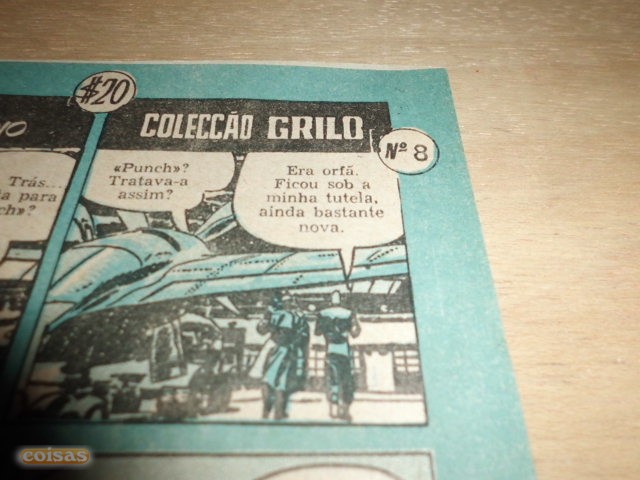 $20
COLECCÃO GRILO
Nº 8
Trás...
para
«Punch»?
Tratava-a
assim?
Era orfã.
Ficou sob a
minha tutela,
ainda bastante
nova.
coisas